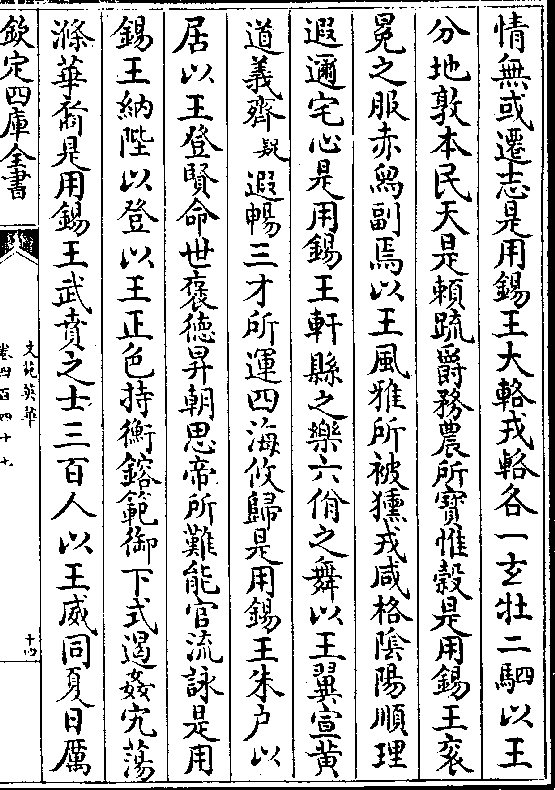 情無或遷志是用錫王大輅戎輅各一玄牡二駟以王
分地敦本民天是賴䟽爵務農所寳惟穀是用錫王衮
冕之服赤舄副焉以王風雅所被獯戎咸格隂陽順理
遐邇宅心是用錫王軒縣之樂六佾之舞以王翼宣黄
道義齊疑遐暢三才所運四海攸歸是用錫王朱户以
居以王登賢命世褒徳昇朝思帝所難能官流詠是用
錫王納陛以登以王正色持衡鎔範御下式遏姦宄蕩
滌華裔是用錫王武賁之士三百人以王威同夏日厲
欽定四庫全書
文苑英華
卷四百四十七
十四